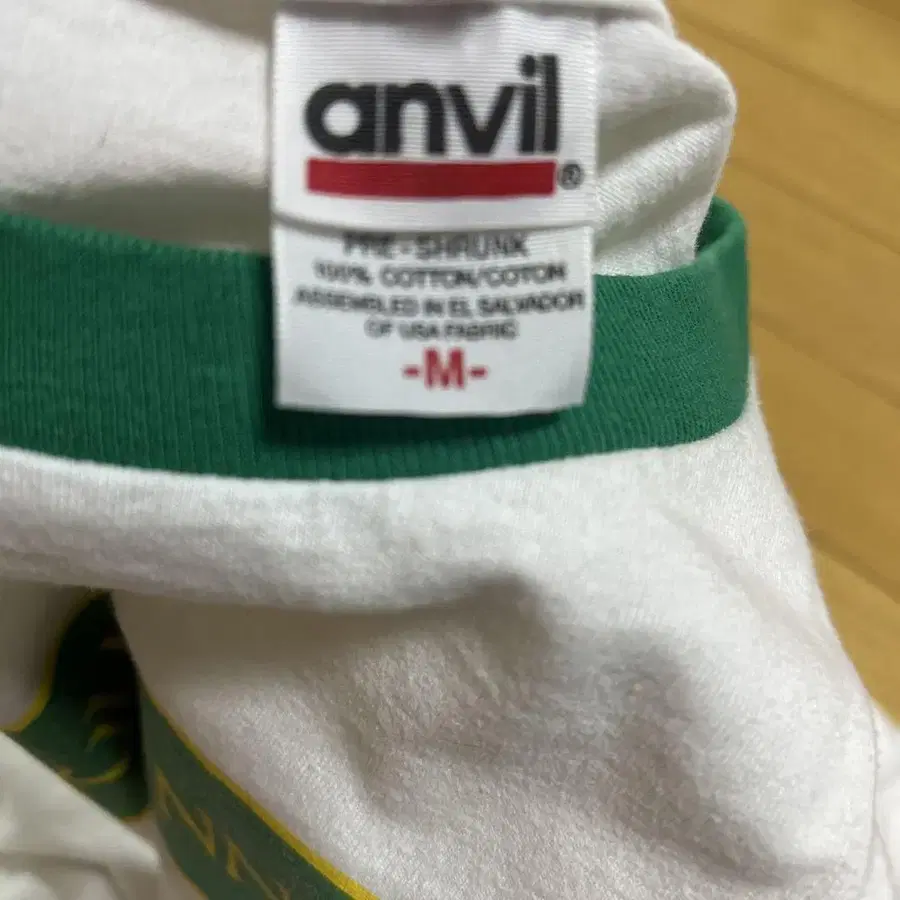 anvil®
PRE-SHRUNK
100% COTTON/COTON
ASSEMBLED IN EL SALVADOR
OF USA FABRIC
-M-